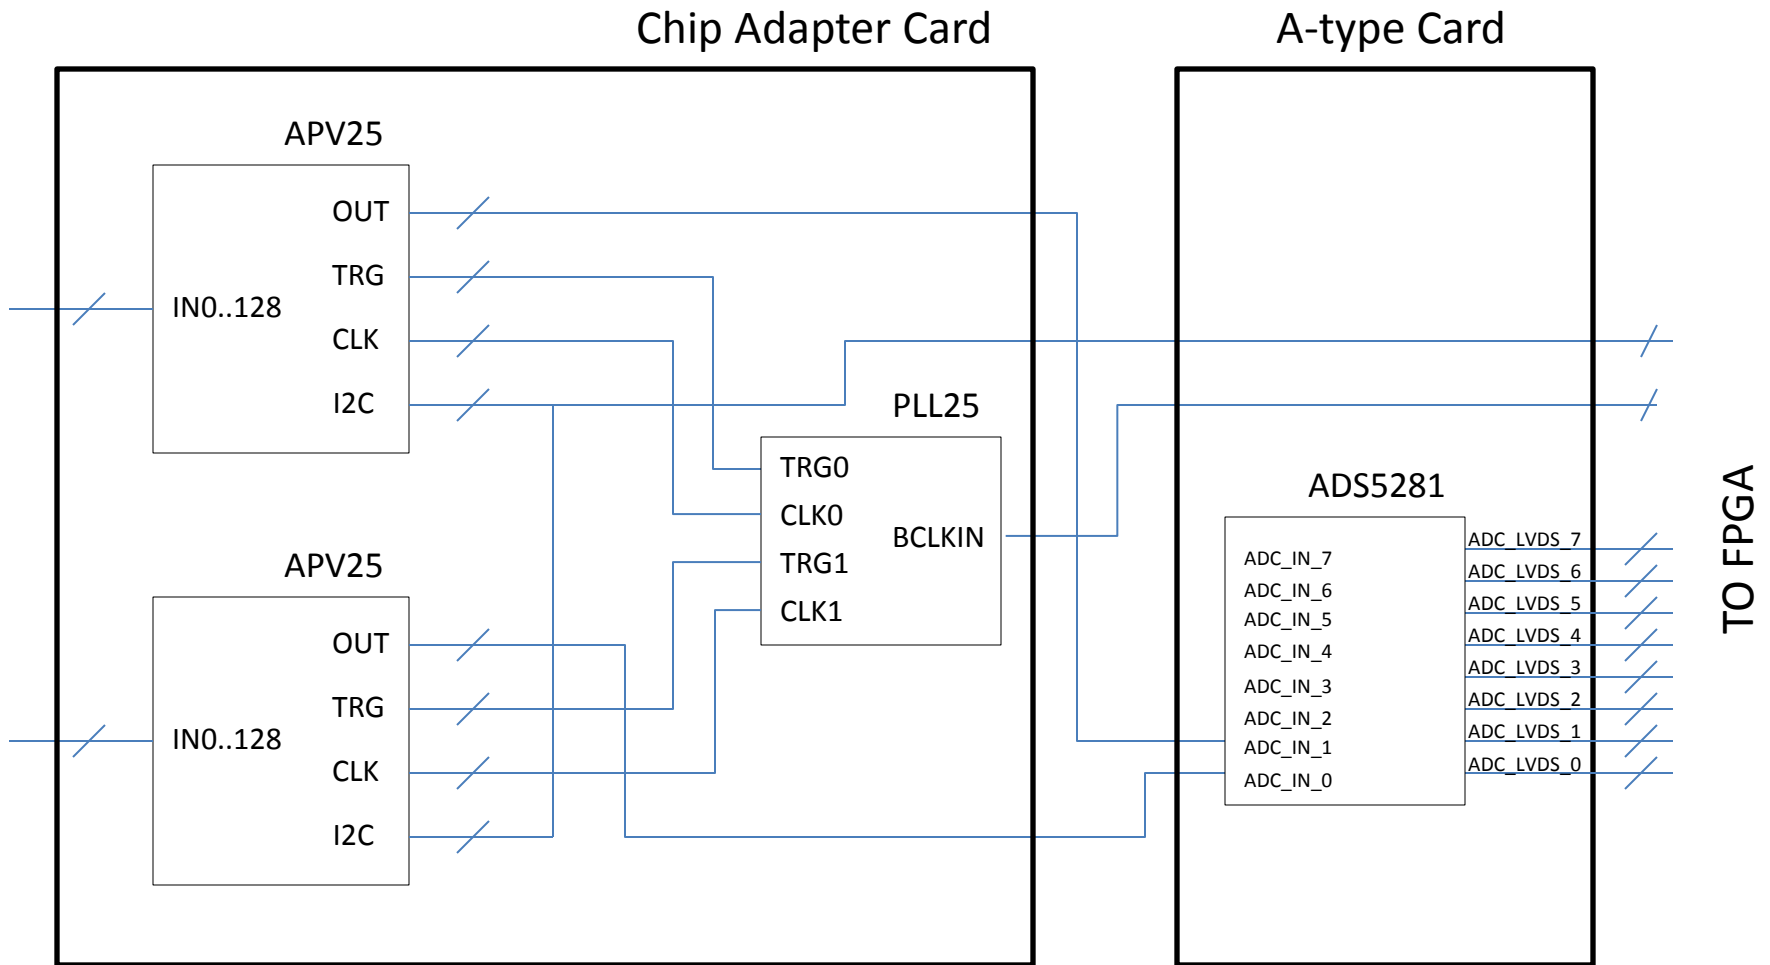 Chip Adapter Card
A-type Card
APV25
OUT
TRG
IN0..128
CLK
I2C
PLL25
TRG0
CLK0
BCLKIN
TRG1
CLK1
APV25
OUT
TRG
IN0..128
CLK
I2C
ADS5281
ADC_IN_7
ADC_IN_6
ADC_IN_5
ADC_IN_4
ADC_IN_3
ADC_IN_2
ADC_IN_1
ADC_IN_0
ADC_LVDS_7
ADC_LVDS_6
ADC_LVDS_5
ADC_LVDS_4
ADC_LVDS_3
ADC_LVDS_2
ADC_LVDS_1
ADC_LVDS_0
TO FPGA